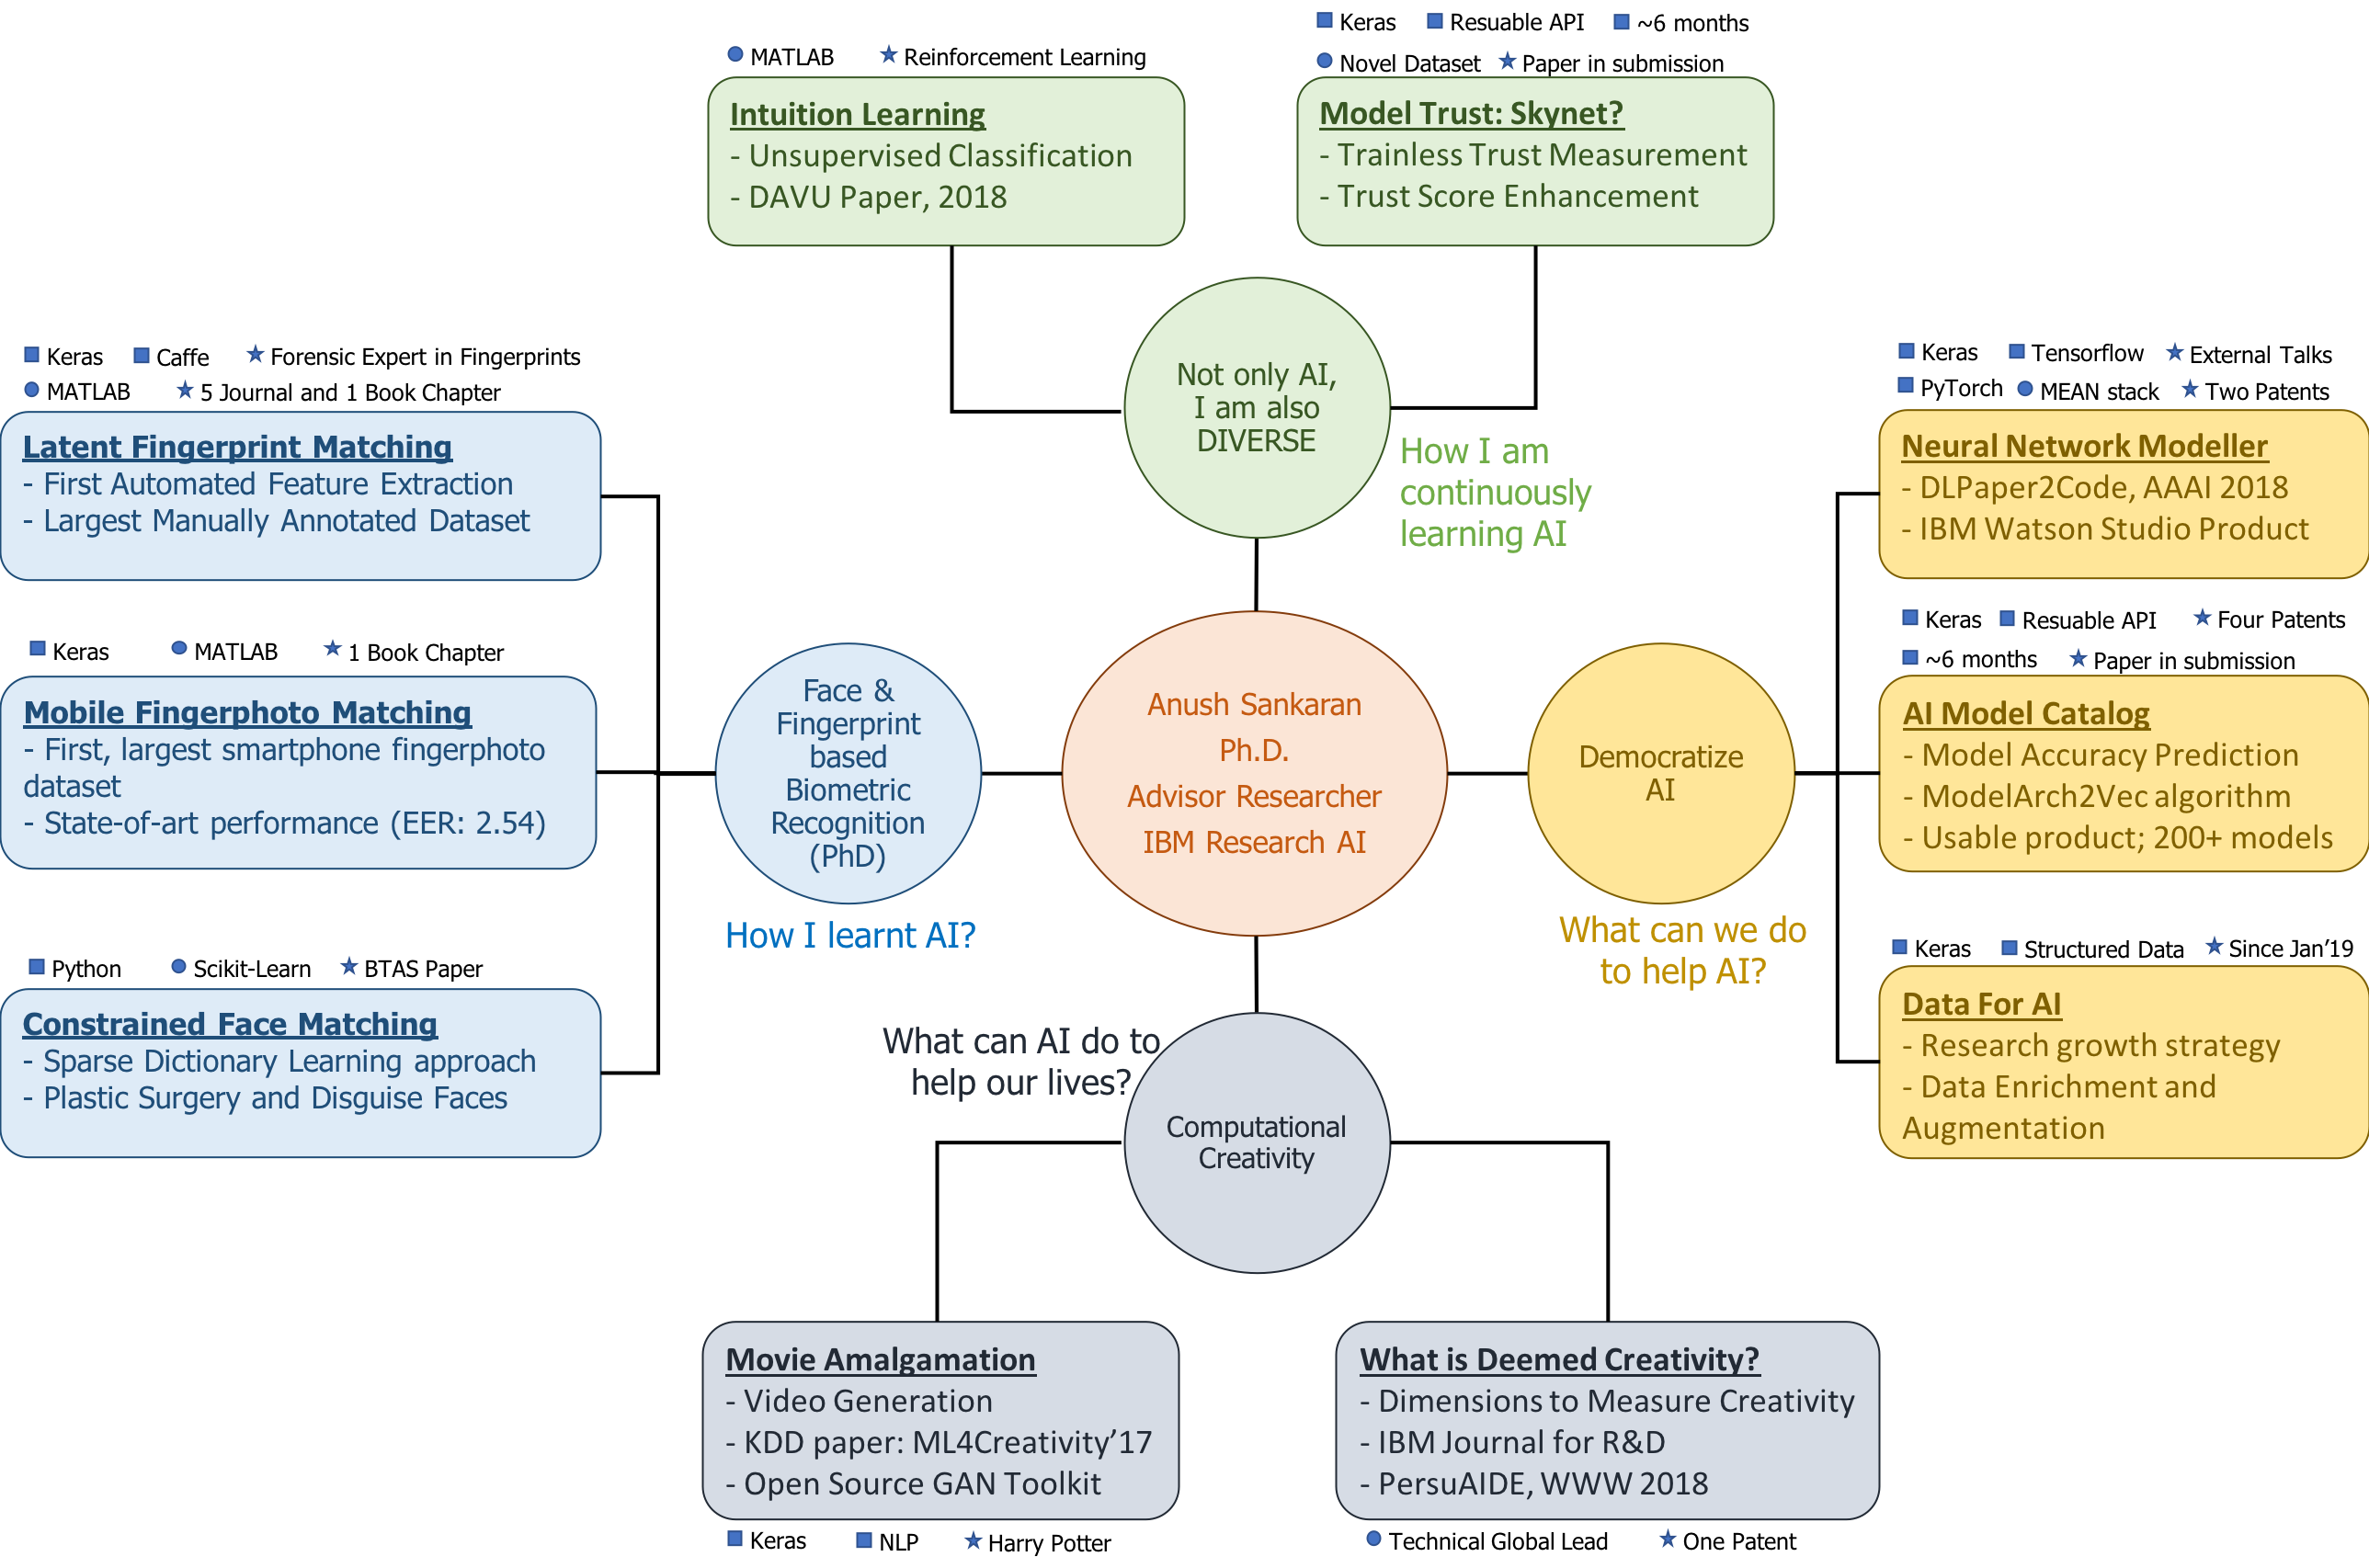 MATLAB Reinforcement Learning
Intuition Learning
- Unsupervised Classification
- DAVU Paper, 2018
Keras Resuable API ~6 months
Novel Dataset Paper in submission
Model Trust: Skynet?
- Trainless Trust Measurement
- Trust Score Enhancement
Not only AI,
I am also
DIVERSE
How I am
continuously
learning AI
Keras Caffe Forensic Expert in Fingerprints
MATLAB 5 Journal and 1 Book Chapter
Latent Fingerprint Matching
- First Automated Feature Extraction
- Largest Manually Annotated Dataset
Keras MATLAB 1 Book Chapter
Mobile Fingerphoto Matching
- First, largest smartphone fingerphoto
dataset
- State-of-art performance (EER: 2.54)
Python Scikit-Learn BTAS Paper
Constrained Face Matching
- Sparse Dictionary Learning approach
- Plastic Surgery and Disguise Faces
Face &
Fingerprint
based
Biometric
Recognition
(PhD)
How I learnt AI?
Anush Sankaran
Ph.D.
Advisor Researcher
IBM Research AI
Democratize
AI
What can we do
to help AI?
Keras Tensorflow External Talks
PyTorch MEAN stack Two Patents
Neural Network Modeller
- DLPaper2Code, AAAI 2018
- IBM Watson Studio Product
Keras Resuable API Four Patents
~6 months Paper in submission
AI Model Catalog
- Model Accuracy Prediction
- ModelArch2Vec algorithm
- Usable product; 200+ models
Keras Structured Data Since Jan’19
Data For AI
- Research growth strategy
- Data Enrichment and
Augmentation
What can AI do to
help our lives?
Computational
Creativity
Movie Amalgamation
- Video Generation
- KDD paper: ML4Creativity’17
- Open Source GAN Toolkit
Keras NLP Harry Potter
What is Deemed Creativity?
- Dimensions to Measure Creativity
- IBM Journal for R&D
- PersuAIDE, WWW 2018
Technical Global Lead One Patent